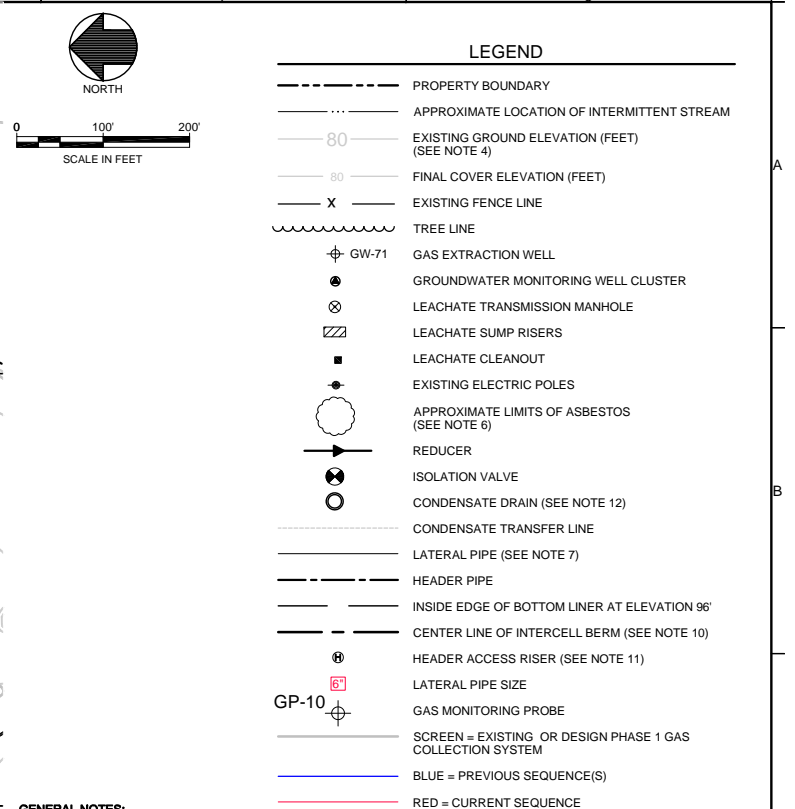 NORTH
0 100' 200'
SCALE IN FEET
LEGEND
PROPERTY BOUNDARY
APPROXIMATE LOCATION OF INTERMITTENT STREAM
80 EXISTING GROUND ELEVATION (FEET)
(SEE NOTE 4)
80 FINAL COVER ELEVATION (FEET)
X EXISTING FENCE LINE
TREE LINE
GW-71 GAS EXTRACTION WELL
GROUNDWATER MONITORING WELL CLUSTER
LEACHATE TRANSMISSION MANHOLE
LEACHATE SUMP RISERS
LEACHATE CLEANOUT
EXISTING ELECTRIC POLES
APPROXIMATE LIMITS OF ASBESTOS
(SEE NOTE 6)
REDUCER
ISOLATION VALVE
CONDENSATE DRAIN (SEE NOTE 12)
CONDENSATE TRANSFER LINE
LATERAL PIPE (SEE NOTE 7)
HEADER PIPE
INSIDE EDGE OF BOTTOM LINER AT ELEVATION 96'
CENTER LINE OF INTERCELL BERM (SEE NOTE 10)
H HEADER ACCESS RISER (SEE NOTE 11)
6" LATERAL PIPE SIZE
GP-10 GAS MONITORING PROBE
SCREEN = EXISTING OR DESIGN PHASE 1 GAS
COLLECTION SYSTEM
BLUE = PREVIOUS SEQUENCE(S)
RED = CURRENT SEQUENCE
GENERAL NOTES:
A
B